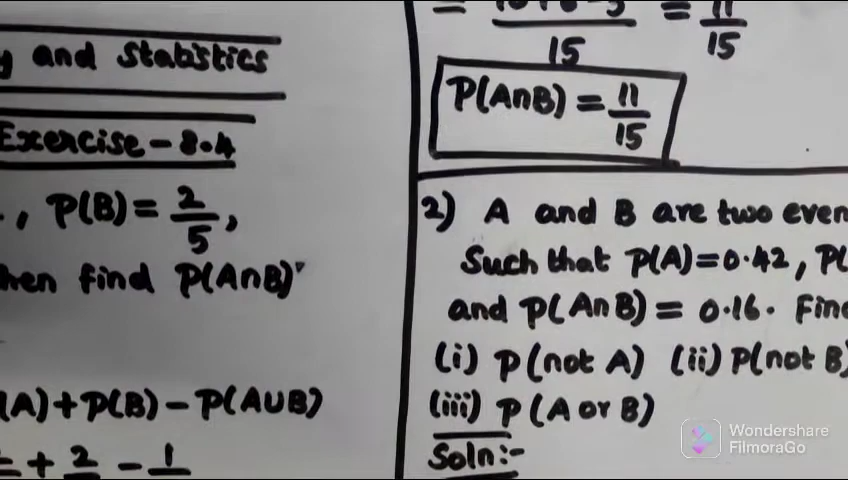 y and Statistics
Exercise - 8.4
., P(B) = 2/5,
hen find P(A∩B)
(A) + P(B) - P(A∪B)
+ 2 - 1
15 = 11/15
P(A∩B) = 11/15
2) A and B are two even
Such that P(A) = 0.42, P(
and P(A∩B) = 0.16. Find
(i) P(not A) (ii) P(not B)
(iii) P(A or B)
Soln:-
Wondershare
FilmoraGo